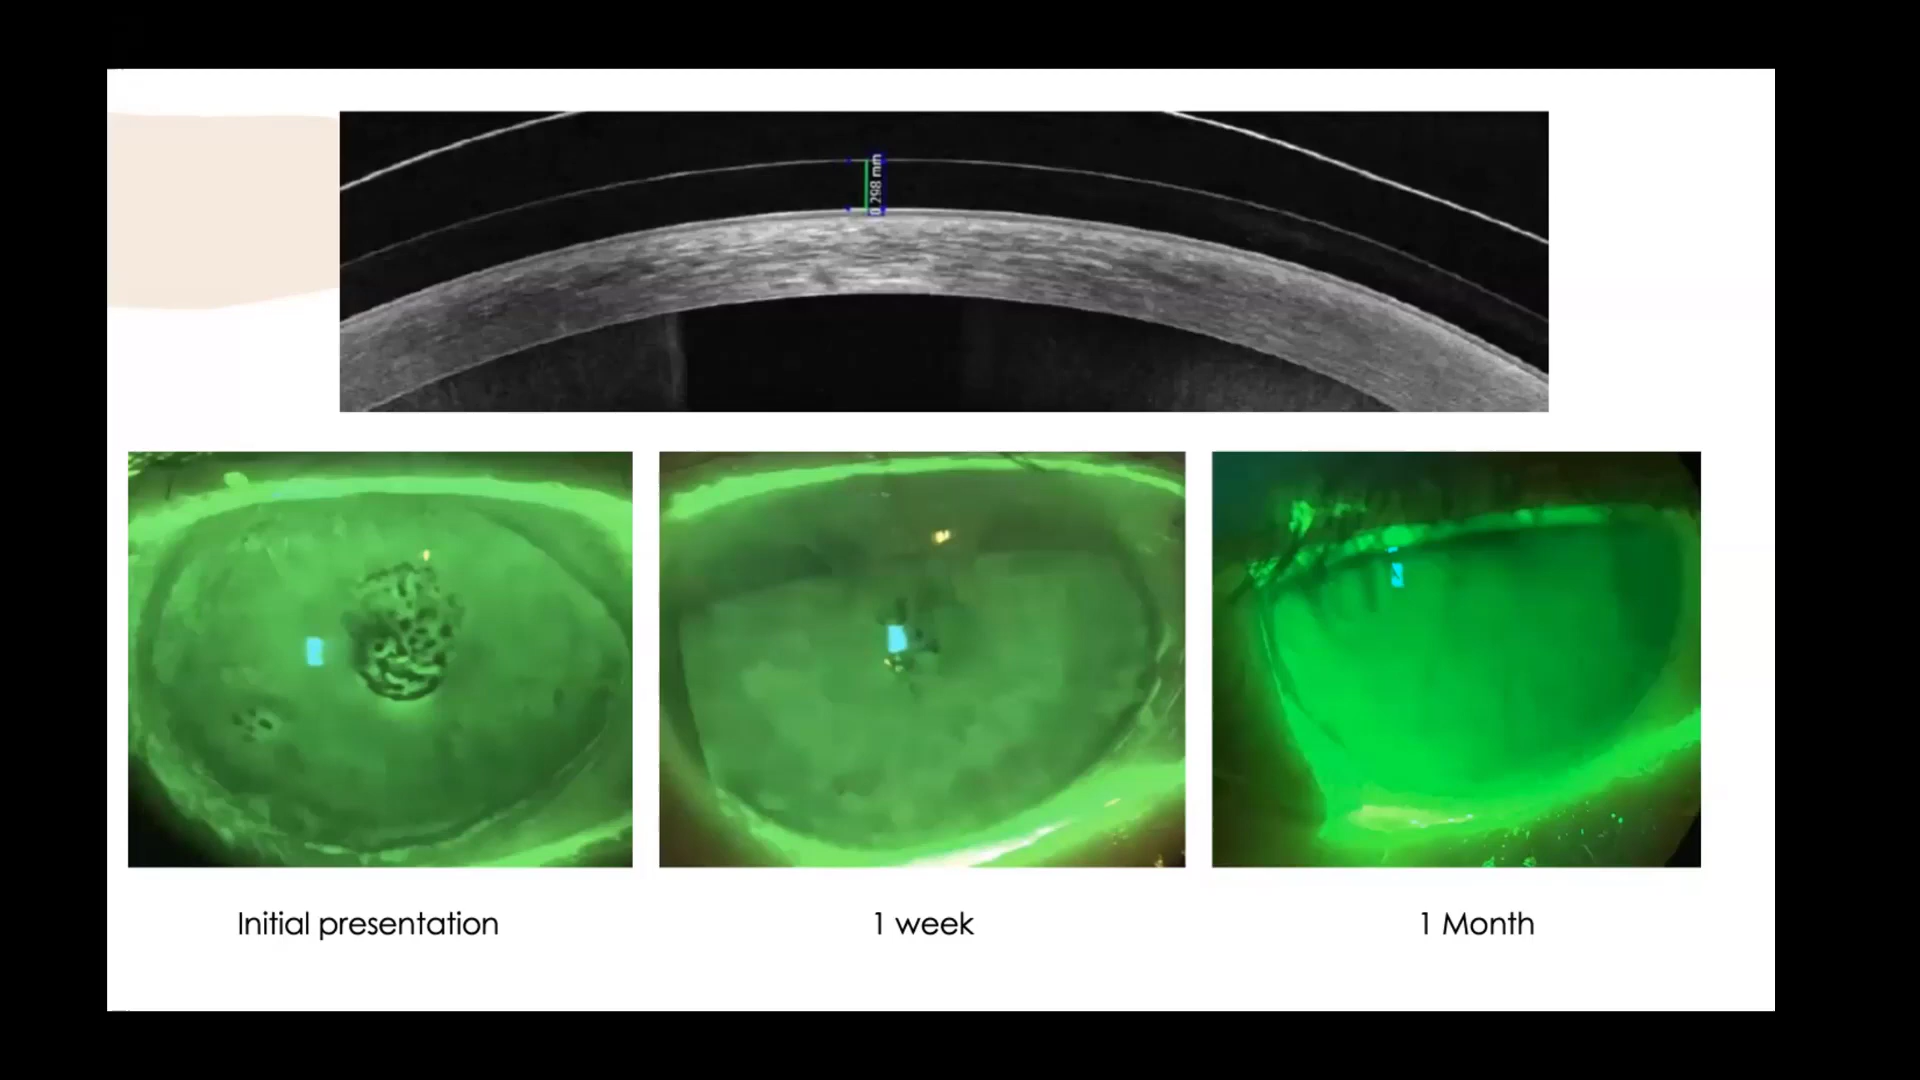 0.298 mm
Initial presentation
1 week
1 Month